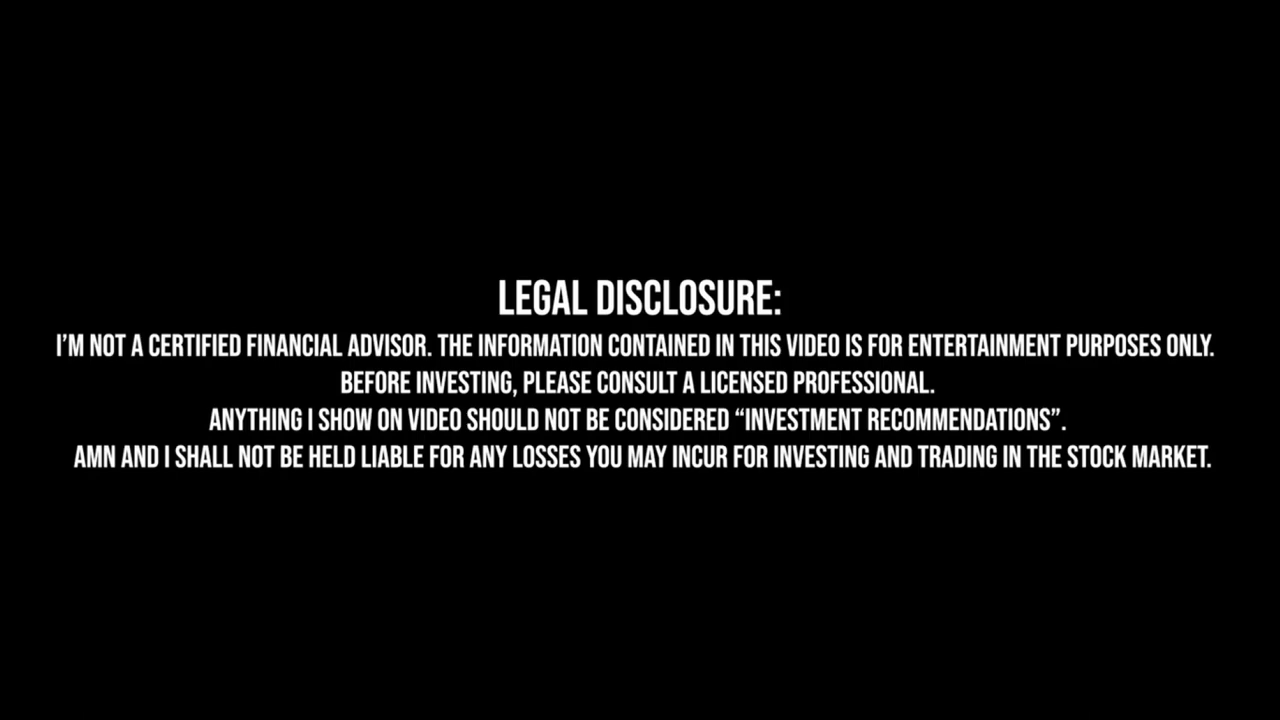 LEGAL DISCLOSURE:
I'M NOT A CERTIFIED FINANCIAL ADVISOR. THE INFORMATION CONTAINED IN THIS VIDEO IS FOR ENTERTAINMENT PURPOSES ONLY.
BEFORE INVESTING, PLEASE CONSULT A LICENSED PROFESSIONAL.
ANYTHING I SHOW ON VIDEO SHOULD NOT BE CONSIDERED “INVESTMENT RECOMMENDATIONS”.
AMN AND I SHALL NOT BE HELD LIABLE FOR ANY LOSSES YOU MAY INCUR FOR INVESTING AND TRADING IN THE STOCK MARKET.